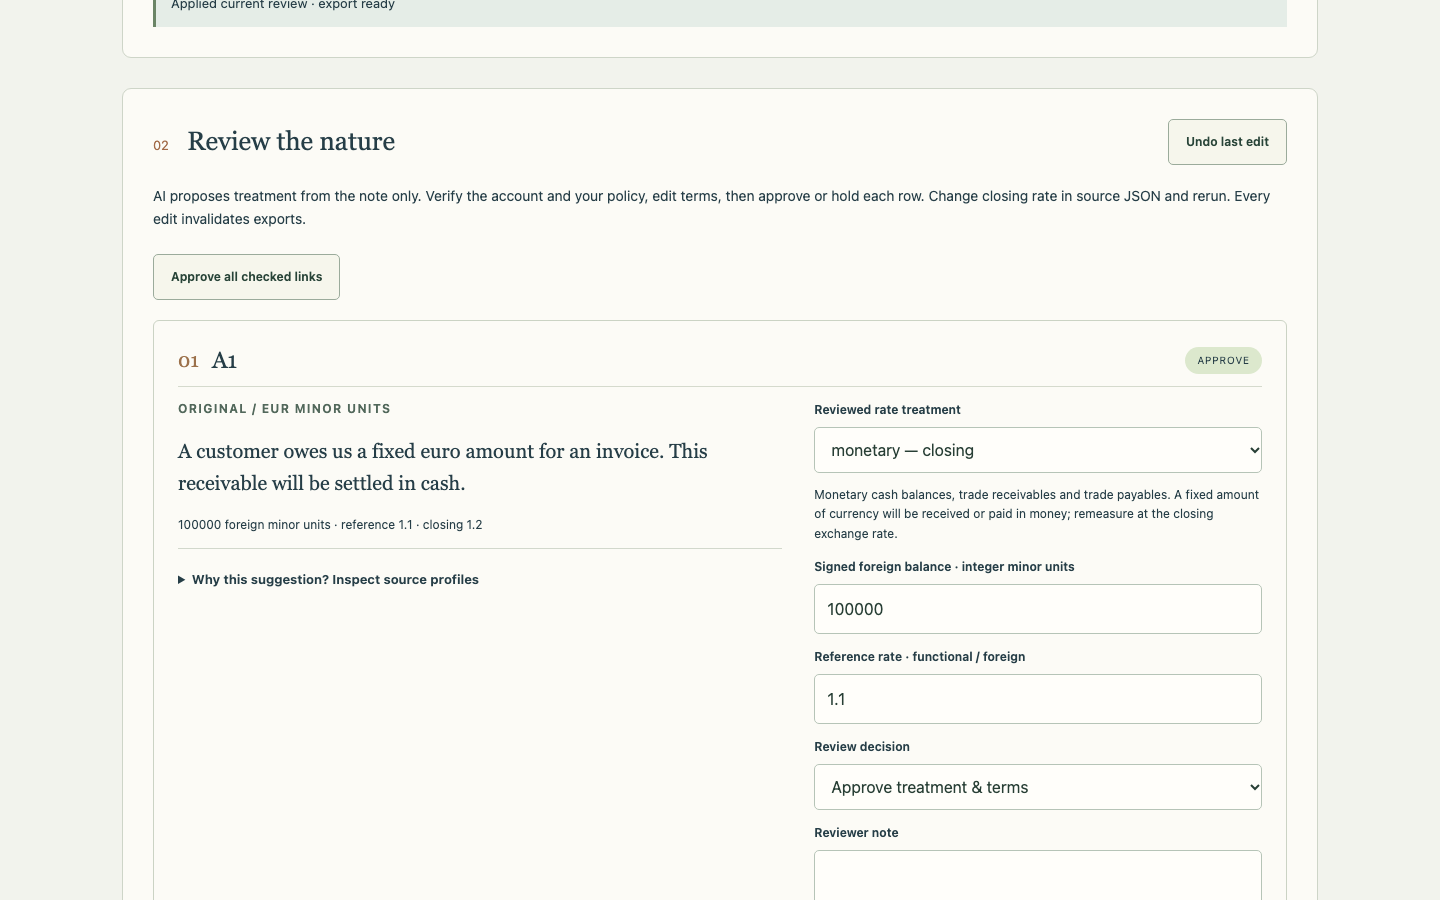 Applied current review · export ready
02 Review the nature
Undo last edit
AI proposes treatment from the note only. Verify the account and your policy, edit terms, then approve or hold each row. Change closing rate in source JSON and rerun. Every
edit invalidates exports.
Approve all checked links
01 A1
APPROVE
ORIGINAL / EUR MINOR UNITS
A customer owes us a fixed euro amount for an invoice. This
receivable will be settled in cash.
100000 foreign minor units · reference 1.1 · closing 1.2
Why this suggestion? Inspect source profiles
Reviewed rate treatment
monetary — closing
Monetary cash balances, trade receivables and trade payables. A fixed amount
of currency will be received or paid in money; remeasure at the closing
exchange rate.
Signed foreign balance · integer minor units
100000
Reference rate · functional / foreign
1.1
Review decision
Approve treatment & terms
Reviewer note